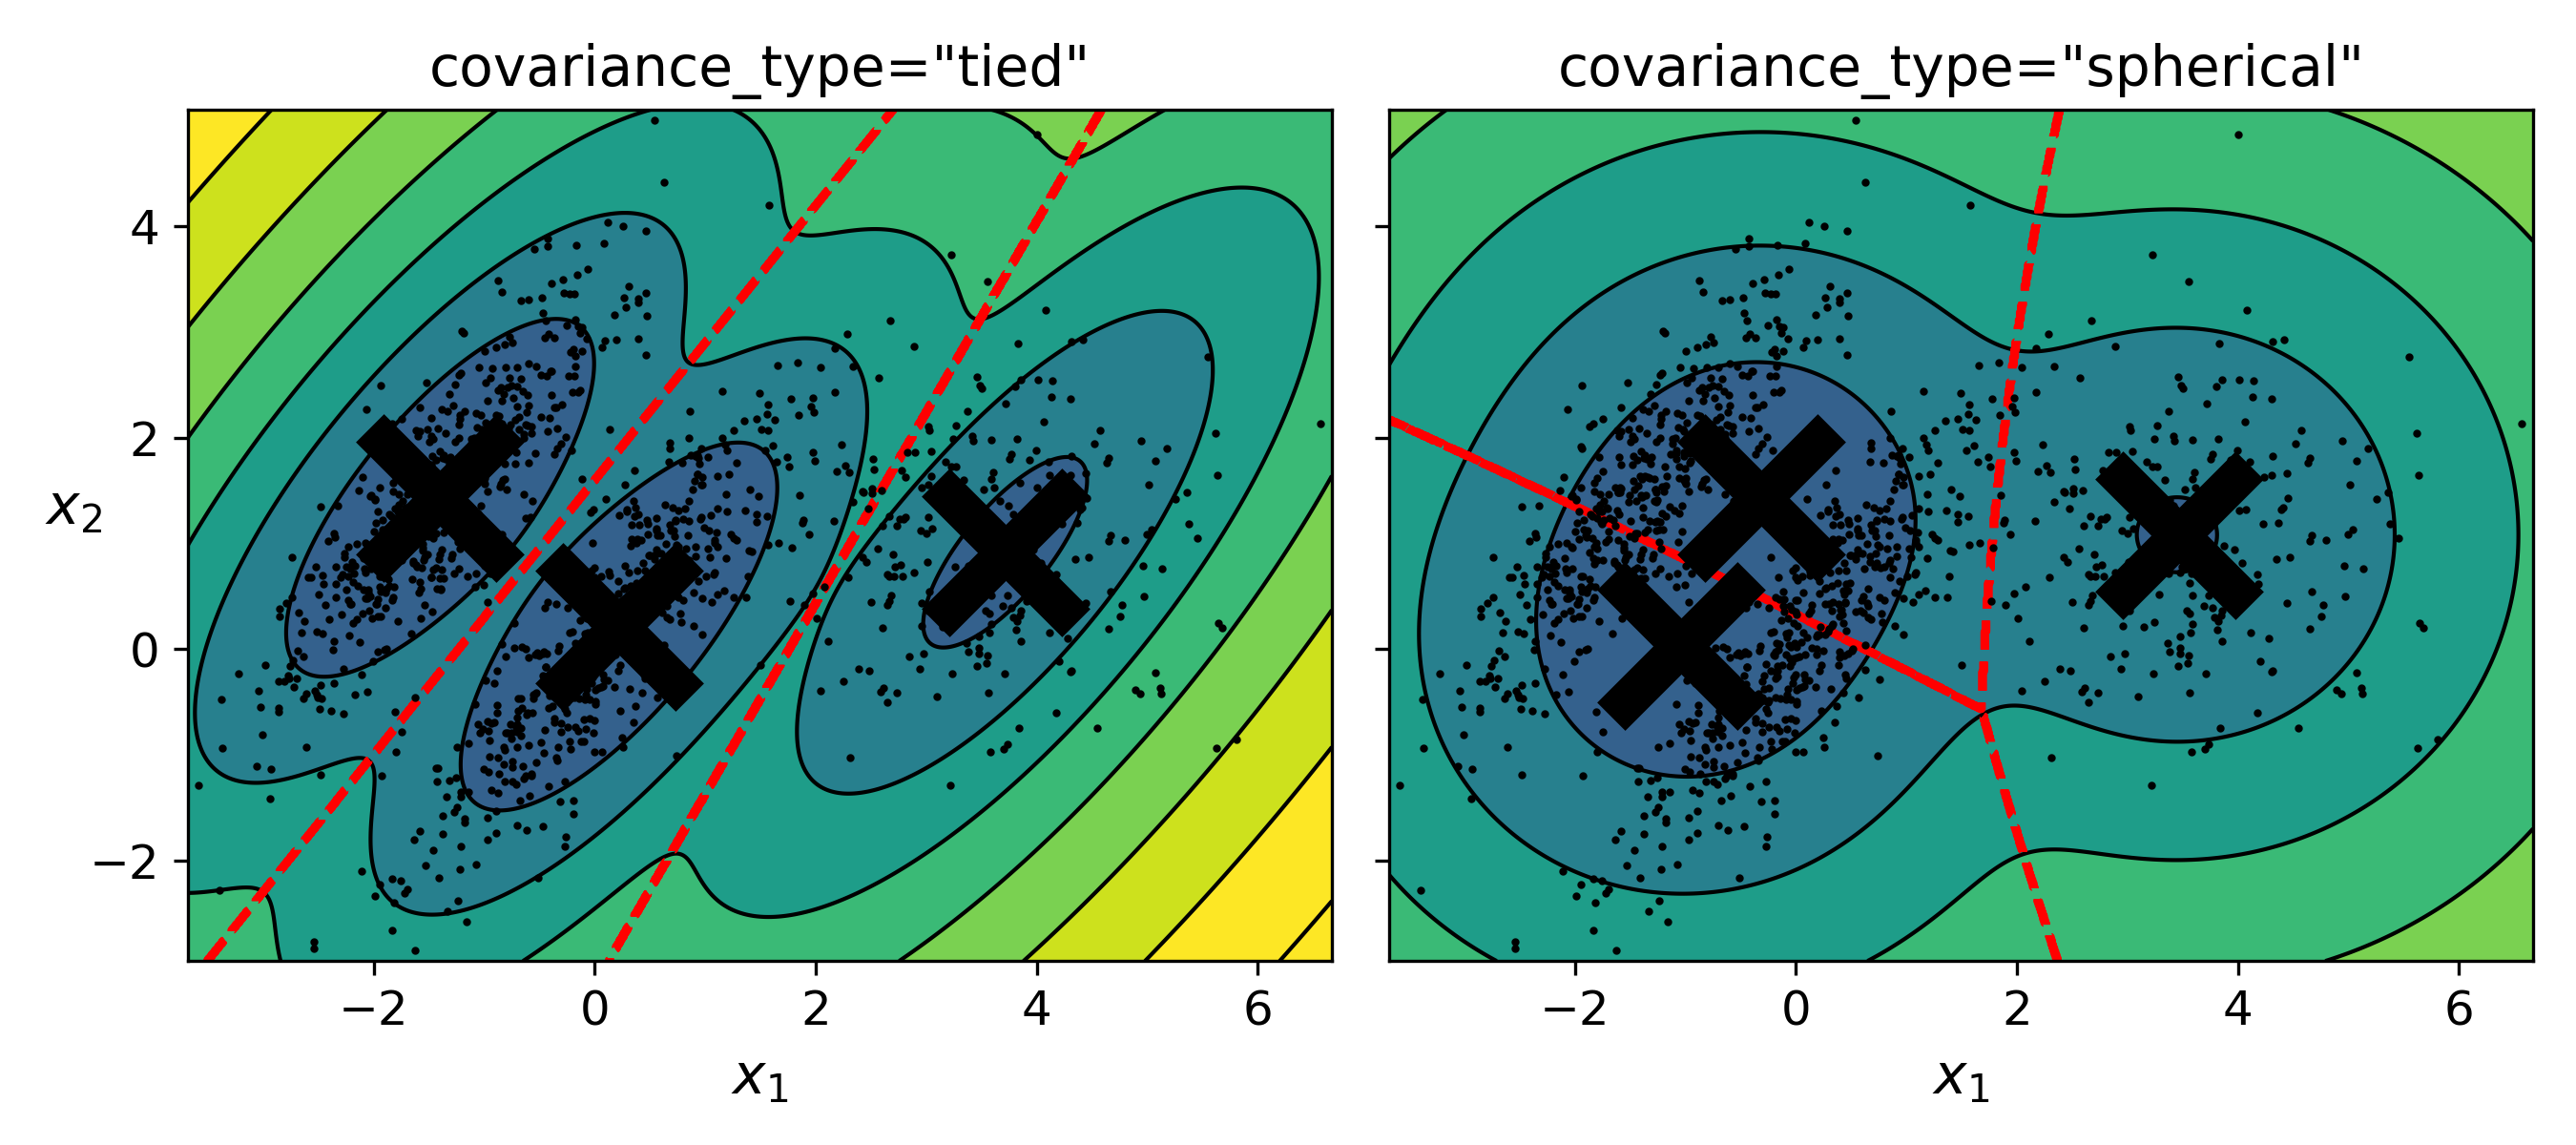 covariance_type="tied"
covariance_type="spherical"
4
2
0
−2
x₂
−2 0 2 4 6
−2 0 2 4 6
x₁
x₁